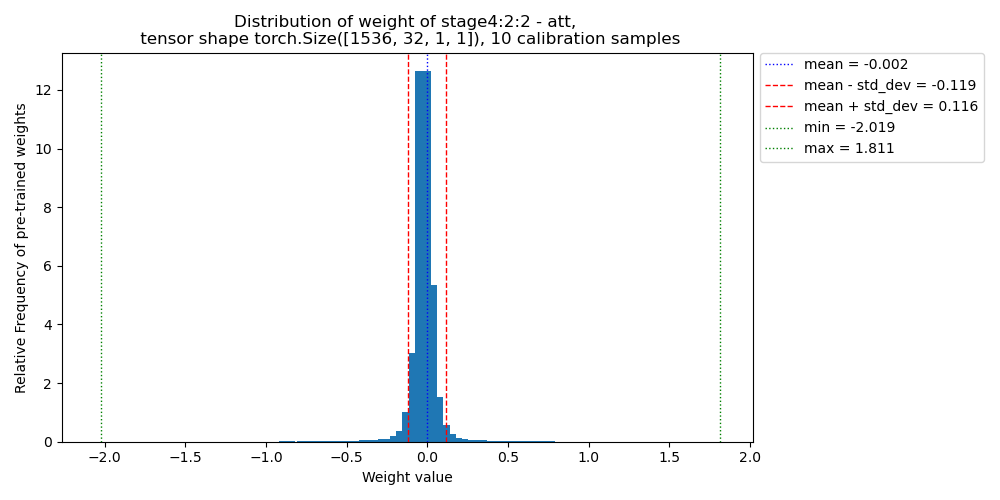 Distribution of weight of stage4:2:2 - att,
tensor shape torch.Size([1536, 32, 1, 1]), 10 calibration samples
mean = -0.002
mean - std_dev = -0.119
mean + std_dev = 0.116
min = -2.019
max = 1.811
Relative Frequency of pre-trained weights
12
10
8
6
4
2
0
−2.0 −1.5 −1.0 −0.5 0.0 0.5 1.0 1.5 2.0
Weight value